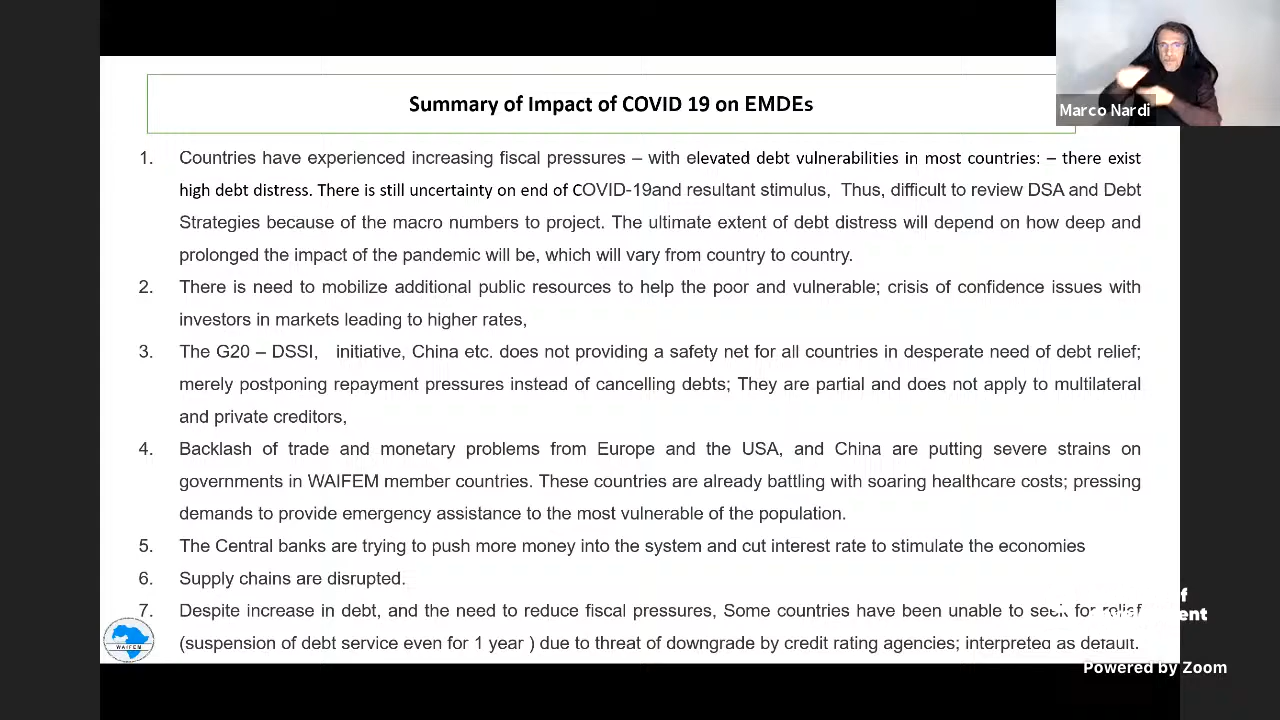 Summary of Impact of COVID 19 on EMDEs
Marco Nardi
1. Countries have experienced increasing fiscal pressures – with elevated debt vulnerabilities in most countries: – there exist
high debt distress. There is still uncertainty on end of COVID-19and resultant stimulus, Thus, difficult to review DSA and Debt
Strategies because of the macro numbers to project. The ultimate extent of debt distress will depend on how deep and
prolonged the impact of the pandemic will be, which will vary from country to country.
2. There is need to mobilize additional public resources to help the poor and vulnerable; crisis of confidence issues with
investors in markets leading to higher rates,
3. The G20 – DSSI, initiative, China etc. does not providing a safety net for all countries in desperate need of debt relief;
merely postponing repayment pressures instead of cancelling debts; They are partial and does not apply to multilateral
and private creditors,
4. Backlash of trade and monetary problems from Europe and the USA, and China are putting severe strains on
governments in WAIFEM member countries. These countries are already battling with soaring healthcare costs; pressing
demands to provide emergency assistance to the most vulnerable of the population.
5. The Central banks are trying to push more money into the system and cut interest rate to stimulate the economies
6. Supply chains are disrupted.
7. Despite increase in debt, and the need to reduce fiscal pressures, Some countries have been unable to seek for relief
(suspension of debt service even for 1 year ) due to threat of downgrade by credit rating agencies; interpreted as default.
WAIFEM
Powered by Zoom